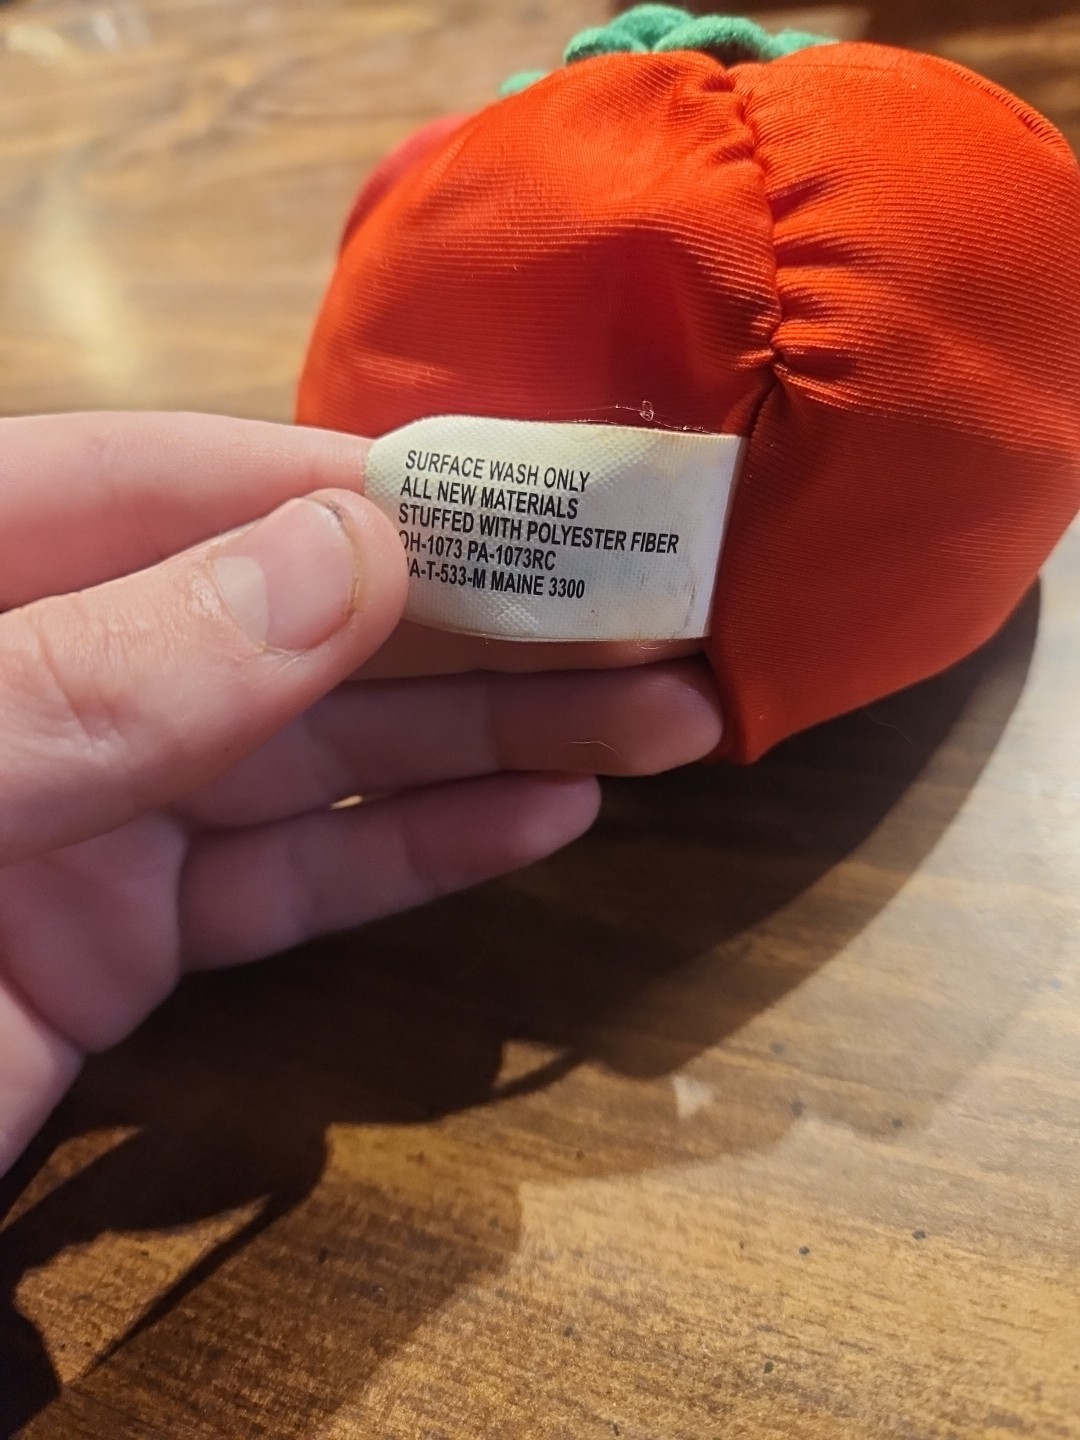 SURFACE WASH ONLY
ALL NEW MATERIALS
STUFFED WITH POLYESTER FIBER
OH-1073 PA-1073RC
A-T-533-M MAINE 3300